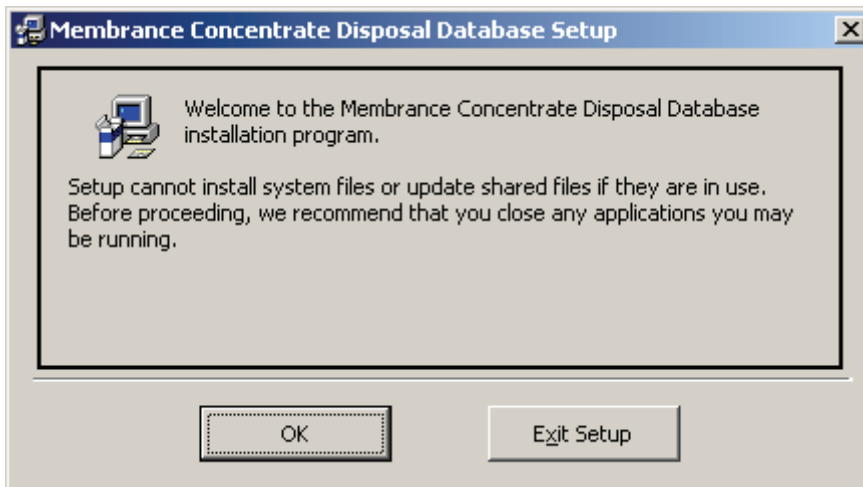 Membrance Concentrate Disposal Database Setup
Welcome to the Membrance Concentrate Disposal Database
installation program.
Setup cannot install system files or update shared files if they are in use.
Before proceeding, we recommend that you close any applications you may
be running.
OK
Exit Setup